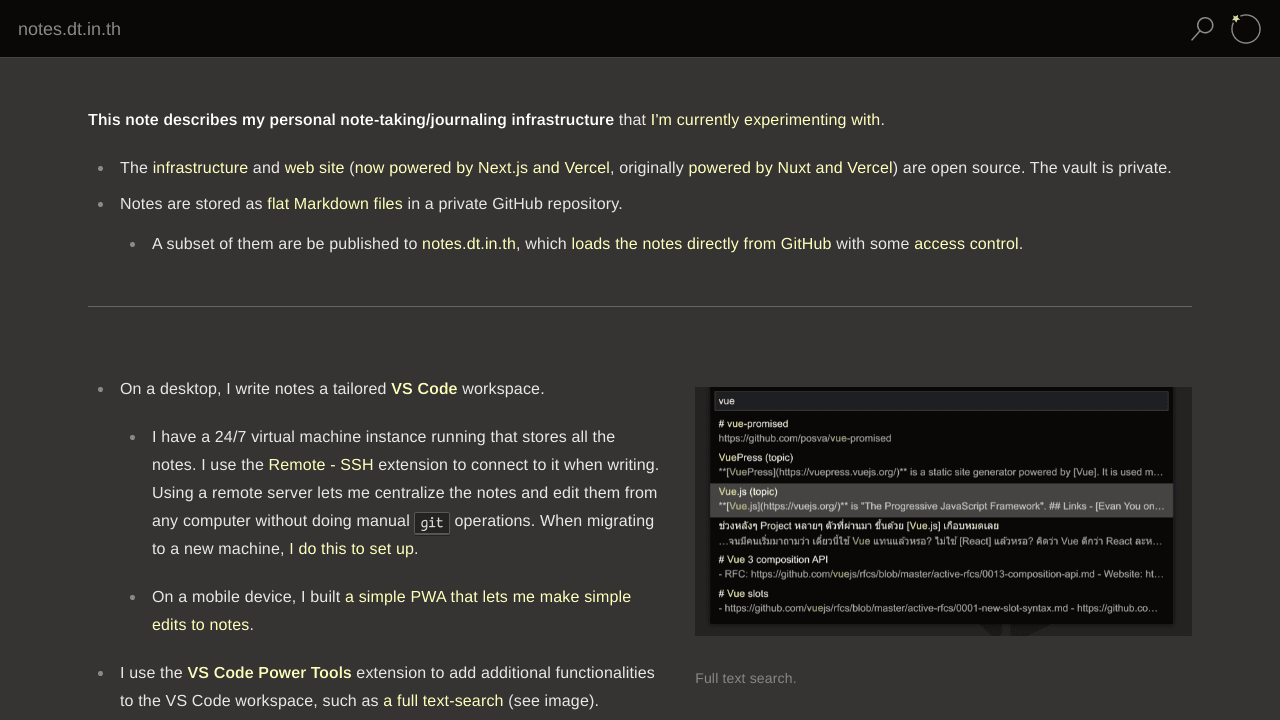 notes.dt.in.th
This note describes my personal note-taking/journaling infrastructure that I'm currently experimenting with.
The infrastructure and web site (now powered by Next.js and Vercel, originally powered by Nuxt and Vercel) are open source. The vault is private.
Notes are stored as flat Markdown files in a private GitHub repository.
A subset of them are be published to notes.dt.in.th, which loads the notes directly from GitHub with some access control.
On a desktop, I write notes a tailored VS Code workspace.
I have a 24/7 virtual machine instance running that stores all the
notes. I use the Remote - SSH extension to connect to it when writing.
Using a remote server lets me centralize the notes and edit them from
any computer without doing manual git operations. When migrating
to a new machine, I do this to set up.
On a mobile device, I built a simple PWA that lets me make simple
edits to notes.
I use the VS Code Power Tools extension to add additional functionalities
to the VS Code workspace, such as a full text-search (see image).
vue
# vue-promised
https://github.com/posva/vue-promised
VuePress (topic)
**[VuePress](https://vuepress.vuejs.org/)** is a static site generator powered by [Vue]. It is used m...
Vue.js (topic)
**[Vue.js](https://vuejs.org/)** is "The Progressive JavaScript Framework". ## Links - [Evan You on...
ช่วงหลังๆ Project หลายๆ ตัวที่ผ่านมา ขึ้นด้วย [Vue.js] เกือบหมดเลย
...จนมีคนเริ่มมาถามว่า เดี๋ยวนี้ใช้ Vue แทนแล้วหรอ? ไม่ใช้ [React] แล้วหรอ? คิดว่า Vue ดีกว่า React ละห...
# Vue 3 composition API
- RFC: https://github.com/vuejs/rfcs/blob/master/active-rfcs/0013-composition-api.md - Website: ht...
# Vue slots
- https://github.com/vuejs/rfcs/blob/master/active-rfcs/0001-new-slot-syntax.md - https://github.co...
Full text search.